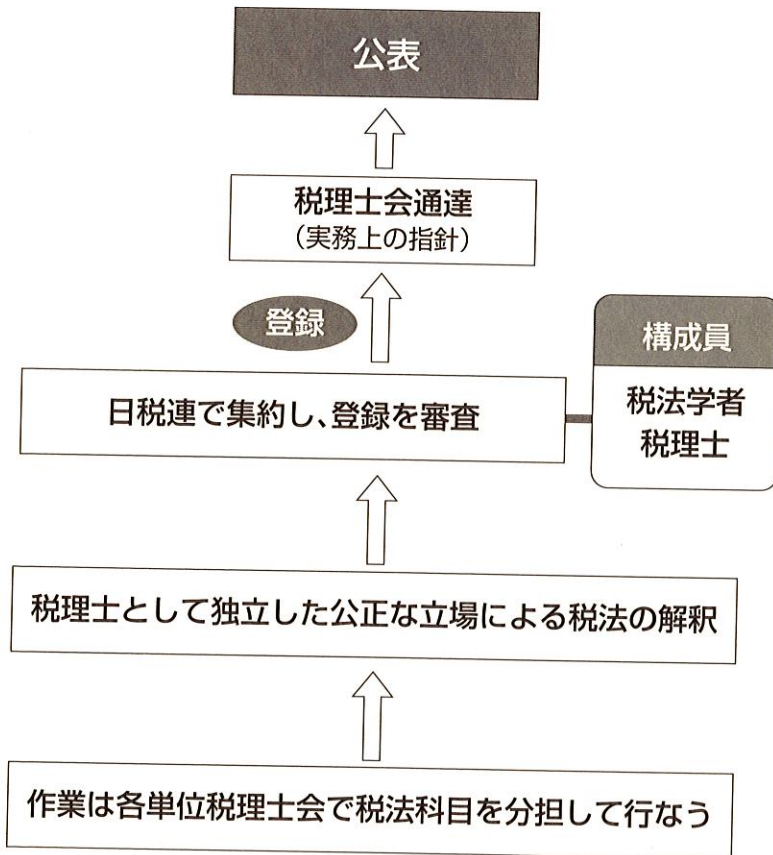 公表
税理士会通達
(実務上の指針)
登録
構成員
日税連で集約し、登録を審査
税法学者
税理士
税理士として独立した公正な立場による税法の解釈
作業は各単位税理士会で税法科目を分担して行なう